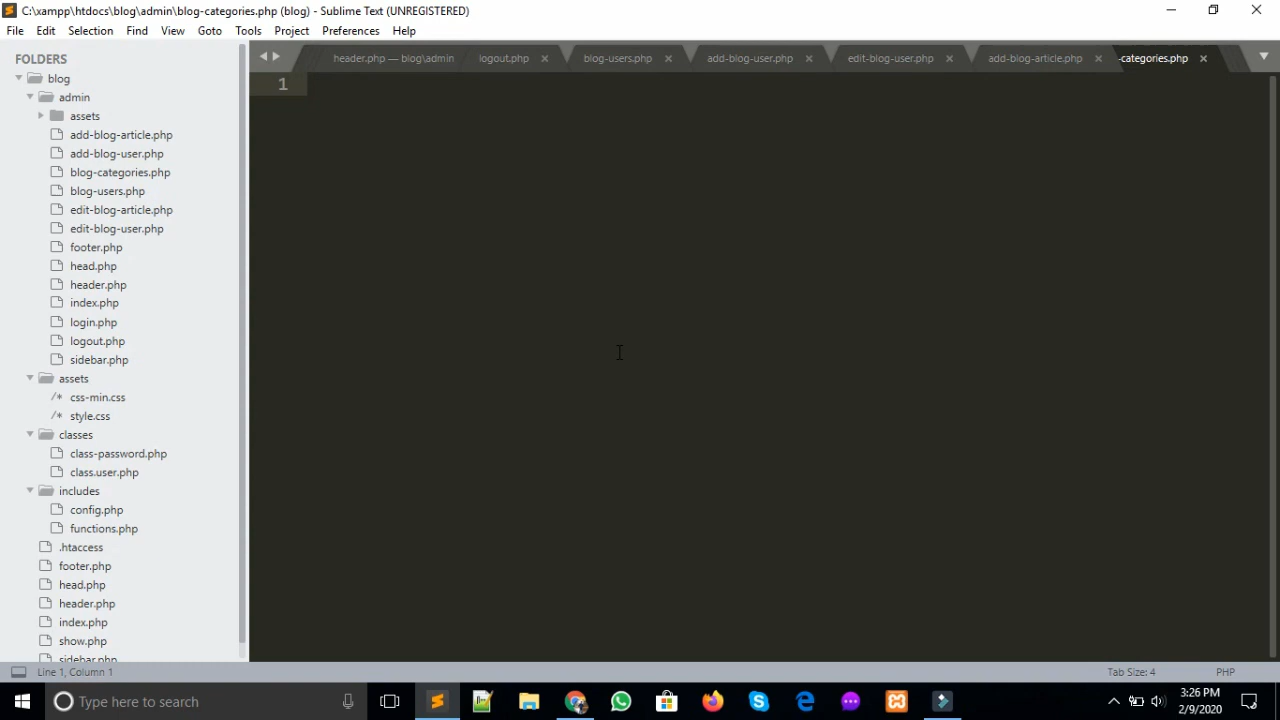 C:\xampp\htdocs\blog\admin\blog-categories.php (blog) - Sublime Text (UNREGISTERED)
File Edit Selection Find View Goto Tools Project Preferences Help
FOLDERS
blog
admin
assets
add-blog-article.php
add-blog-user.php
blog-categories.php
blog-users.php
edit-blog-article.php
edit-blog-user.php
footer.php
head.php
header.php
index.php
login.php
logout.php
sidebar.php
assets
/* css-min.css
/* style.css
classes
class-password.php
class.user.php
includes
config.php
functions.php
.htaccess
footer.php
head.php
header.php
index.php
show.php
sidebar.php
header.php — blog\admin logout.php blog-users.php add-blog-user.php edit-blog-user.php add-blog-article.php -categories.php
1
Line 1, Column 1 Tab Size: 4 PHP
Type here to search
3:26 PM
2/9/2020